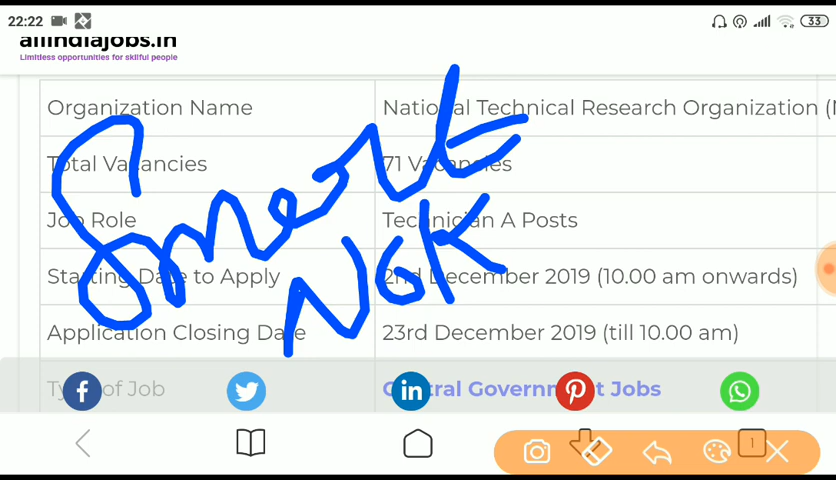 22:22 33
allindiajobs.in
Limitless opportunities for skilful people
Organization Name National Technical Research Organization (
Total Vacancies 71 Vacancies
Job Role Technician A Posts
Starting Date to Apply 2nd December 2019 (10.00 am onwards)
Application Closing Date 23rd December 2019 (till 10.00 am)
Type of Job Central Government Jobs
NOK
1